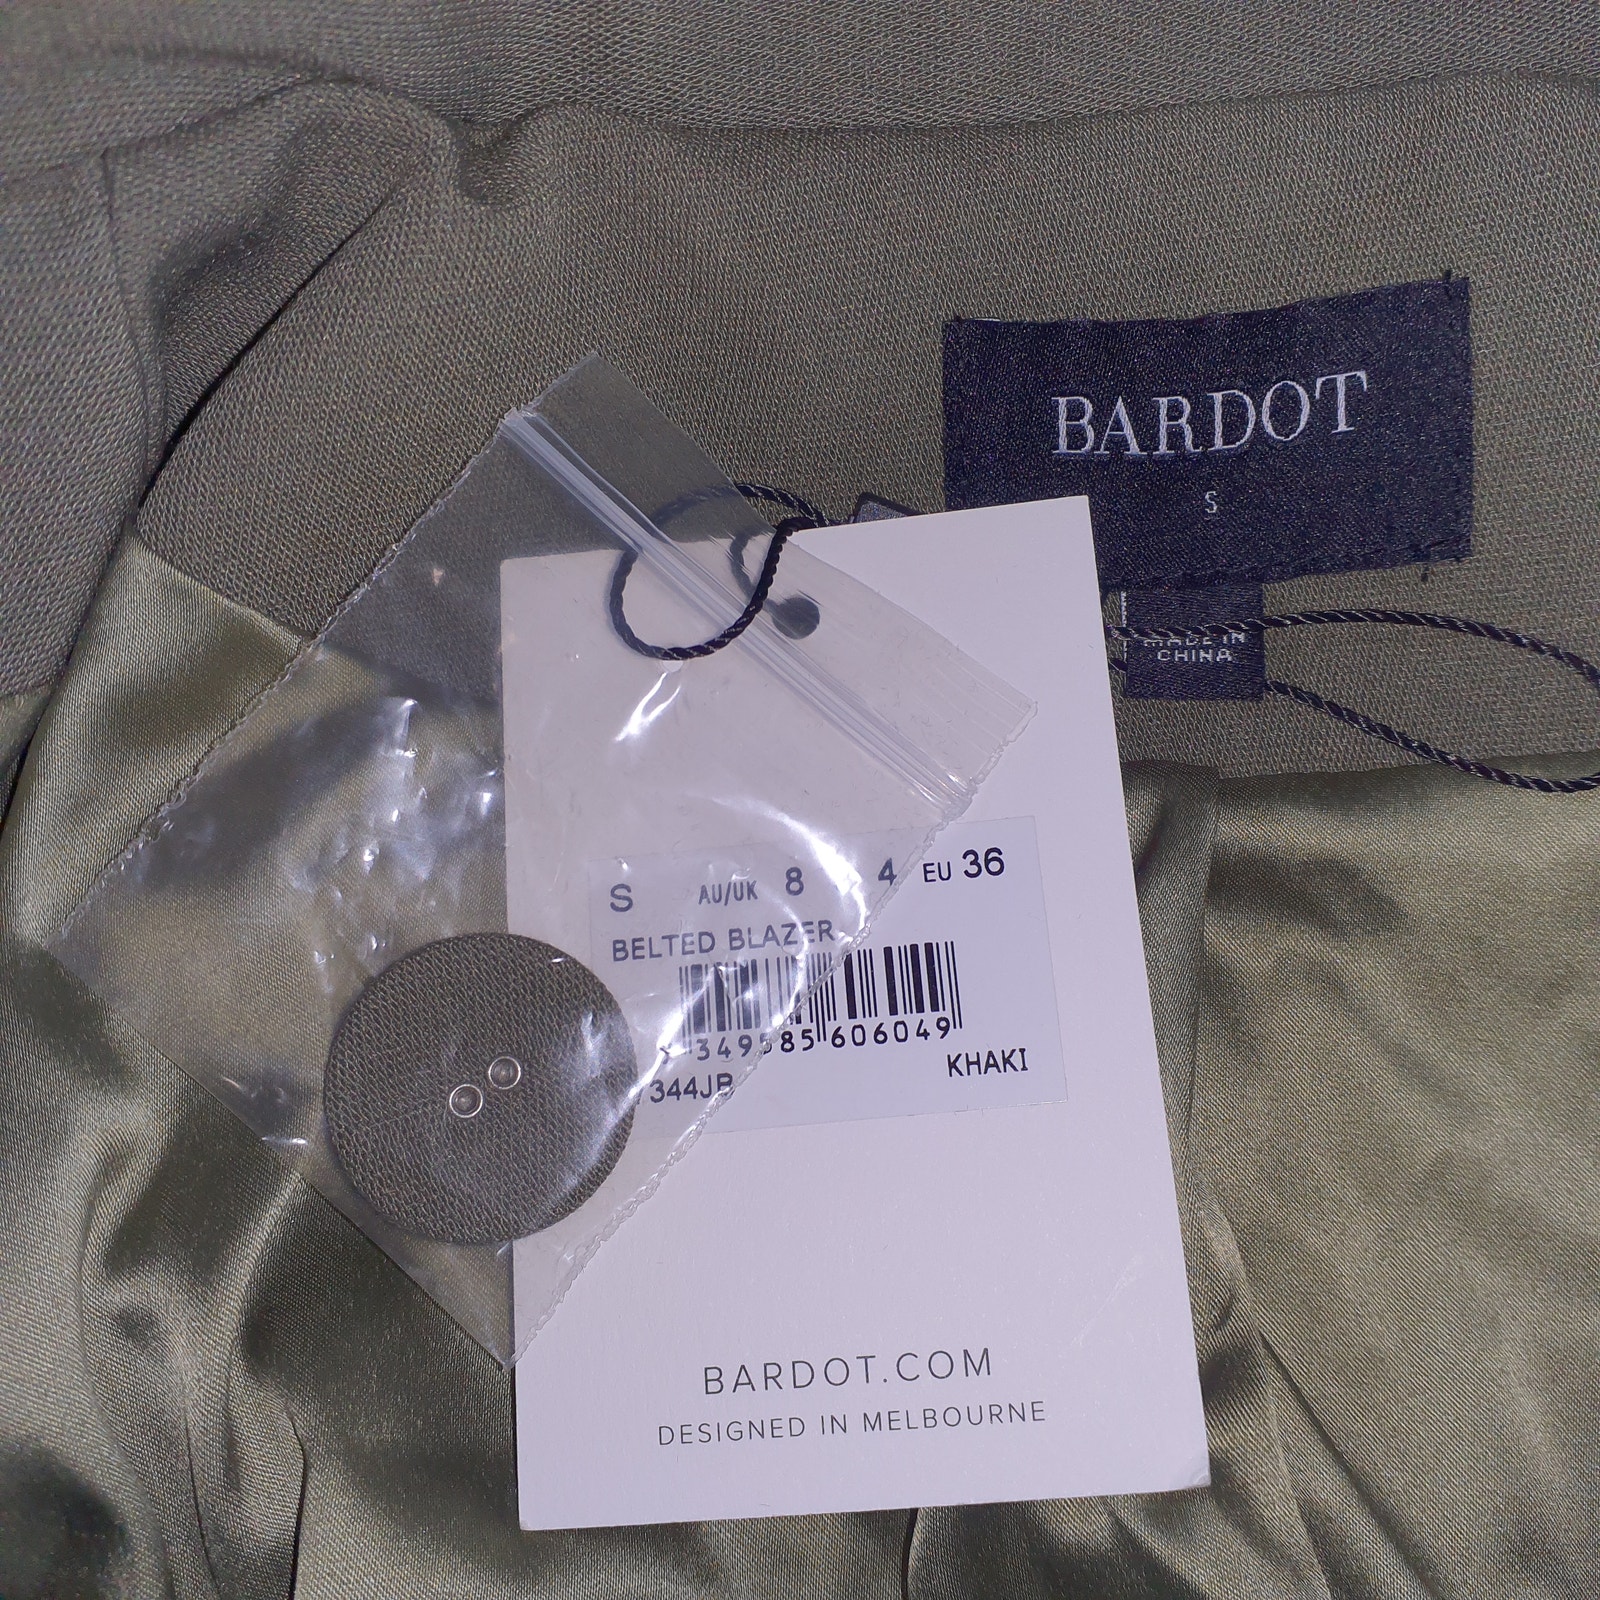 BARDOT
S
MADE IN
CHINA
S AU/UK 8 4 EU 36
BELTED BLAZER
349585 606049
344JB KHAKI
BARDOT.COM
DESIGNED IN MELBOURNE